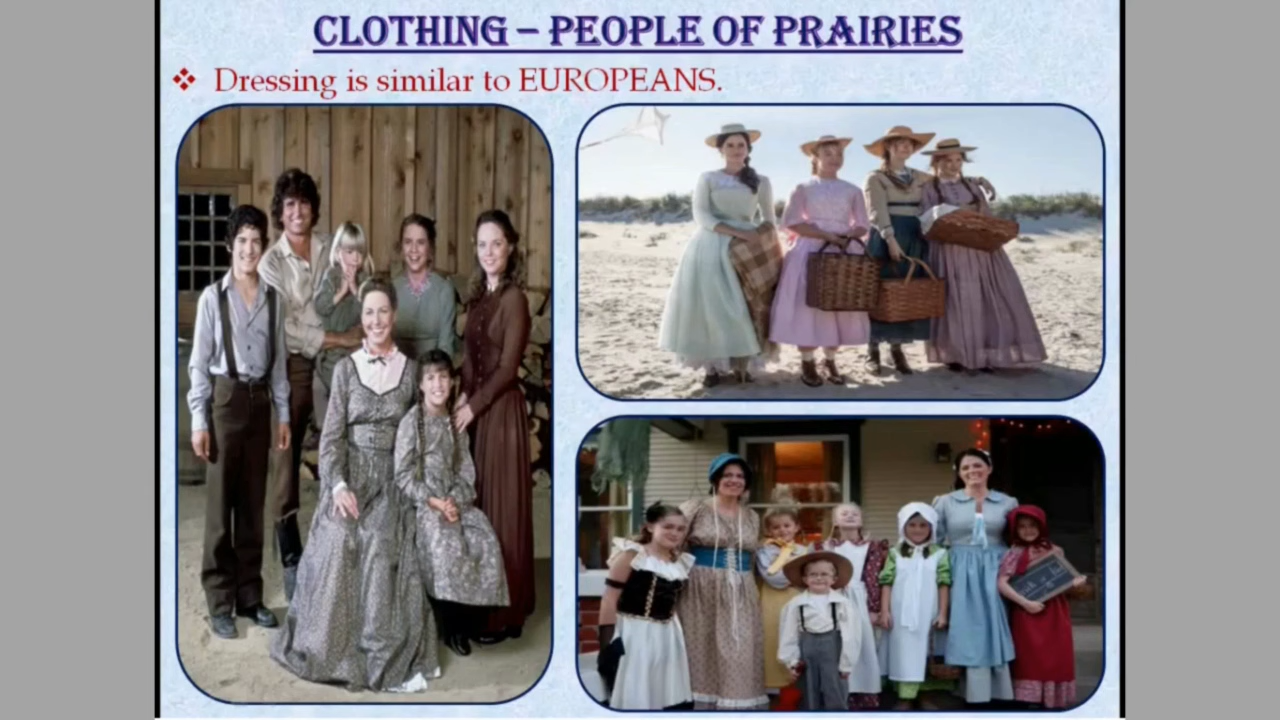 CLOTHING – PEOPLE OF PRAIRIES
❖ Dressing is similar to EUROPEANS.